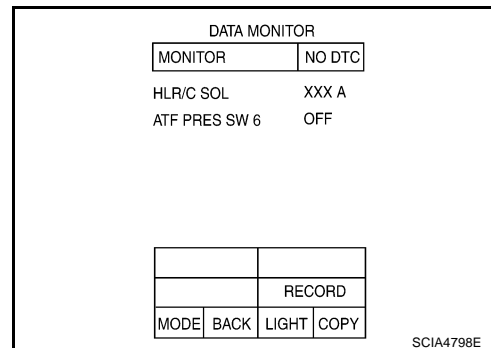 DATA MONITOR
MONITOR NO DTC
HLR/C SOL XXX A
ATF PRES SW 6 OFF
RECORD
MODE BACK LIGHT COPY
SCIA4798E